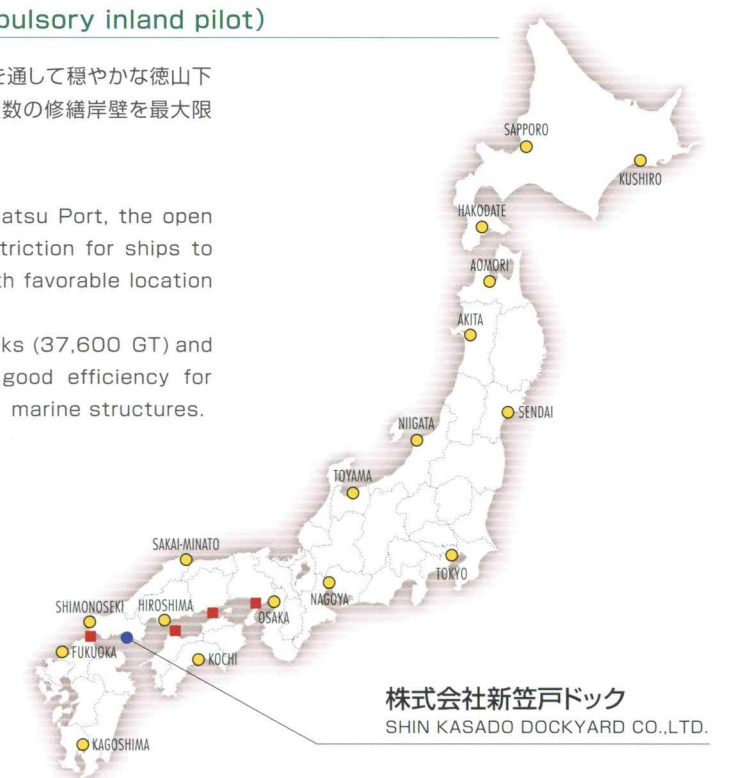 pulsory inland pilot)
を通して穏やかな徳山下
数の修繕岸壁を最大限
atsu Port, the open
triction for ships to
th favorable location
ks (37,600 GT) and
good efficiency for
marine structures.
SAPPORO
KUSHIRO
HAKODATE
AOMORI
AKITA
SENDAI
NIIGATA
TOYAMA
SAKAI-MINATO
TOKYO
NAGOYA
SHIMONOSEKI
HIROSHIMA
OSAKA
FUKUOKA
KOCHI
KAGOSHIMA
株式会社新笠戸ドック
SHIN KASADO DOCKYARD CO.,LTD.